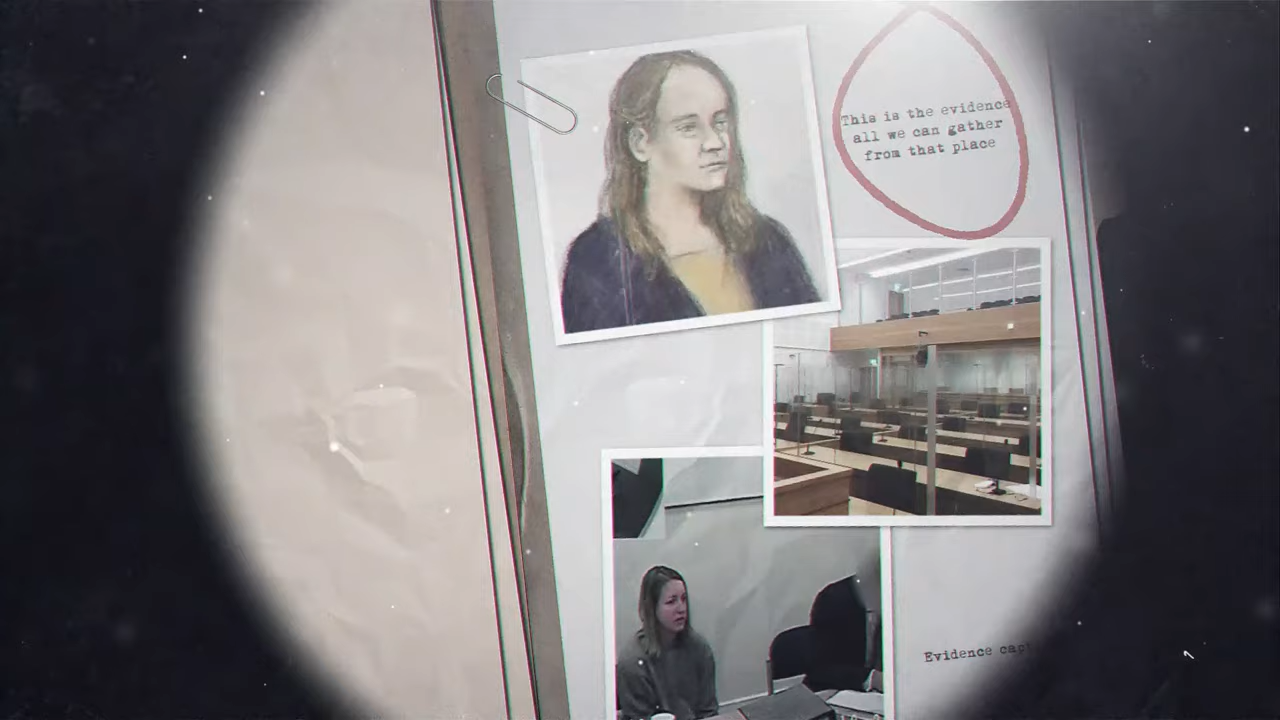 This is the evidence
all we can gather
from that place
Evidence